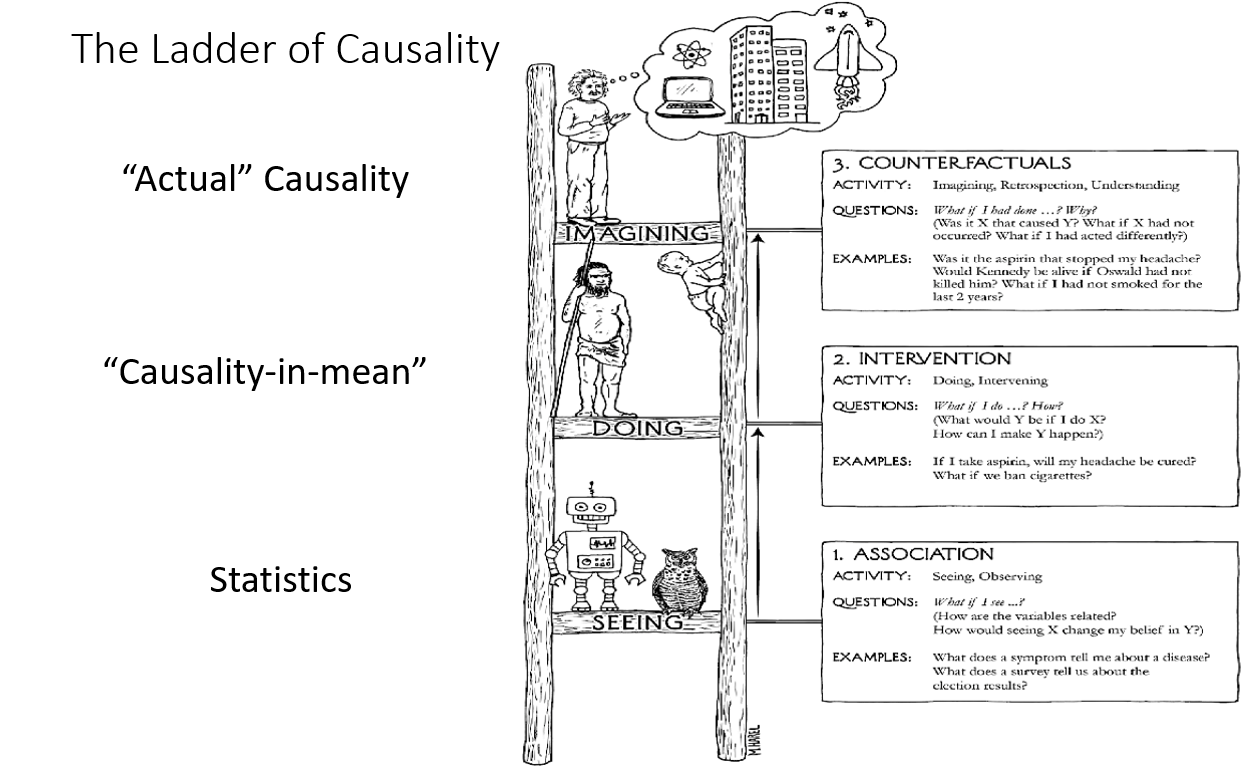 The Ladder of Causality
“Actual” Causality
“Causality-in-mean”
Statistics
IMAGINING
DOING
SEEING
3. COUNTERFACTUALS
ACTIVITY: Imagining, Retrospection, Understanding
QUESTIONS: What if I had done …? Why?
(Was it X that caused Y? What if X had not
occurred? What if I had acted differently?)
EXAMPLES: Was it the aspirin that stopped my headache?
Would Kennedy be alive if Oswald had not
killed him? What if I had not smoked for the
last 2 years?
2. INTERVENTION
ACTIVITY: Doing, Intervening
QUESTIONS: What if I do …? How?
(What would Y be if I do X?
How can I make Y happen?)
EXAMPLES: If I take aspirin, will my headache be cured?
What if we ban cigarettes?
1. ASSOCIATION
ACTIVITY: Seeing, Observing
QUESTIONS: What if I see ...?
(How are the variables related?
How would seeing X change my belief in Y?)
EXAMPLES: What does a symptom tell me about a disease?
What does a survey tell us about the
election results?
M. HAREL